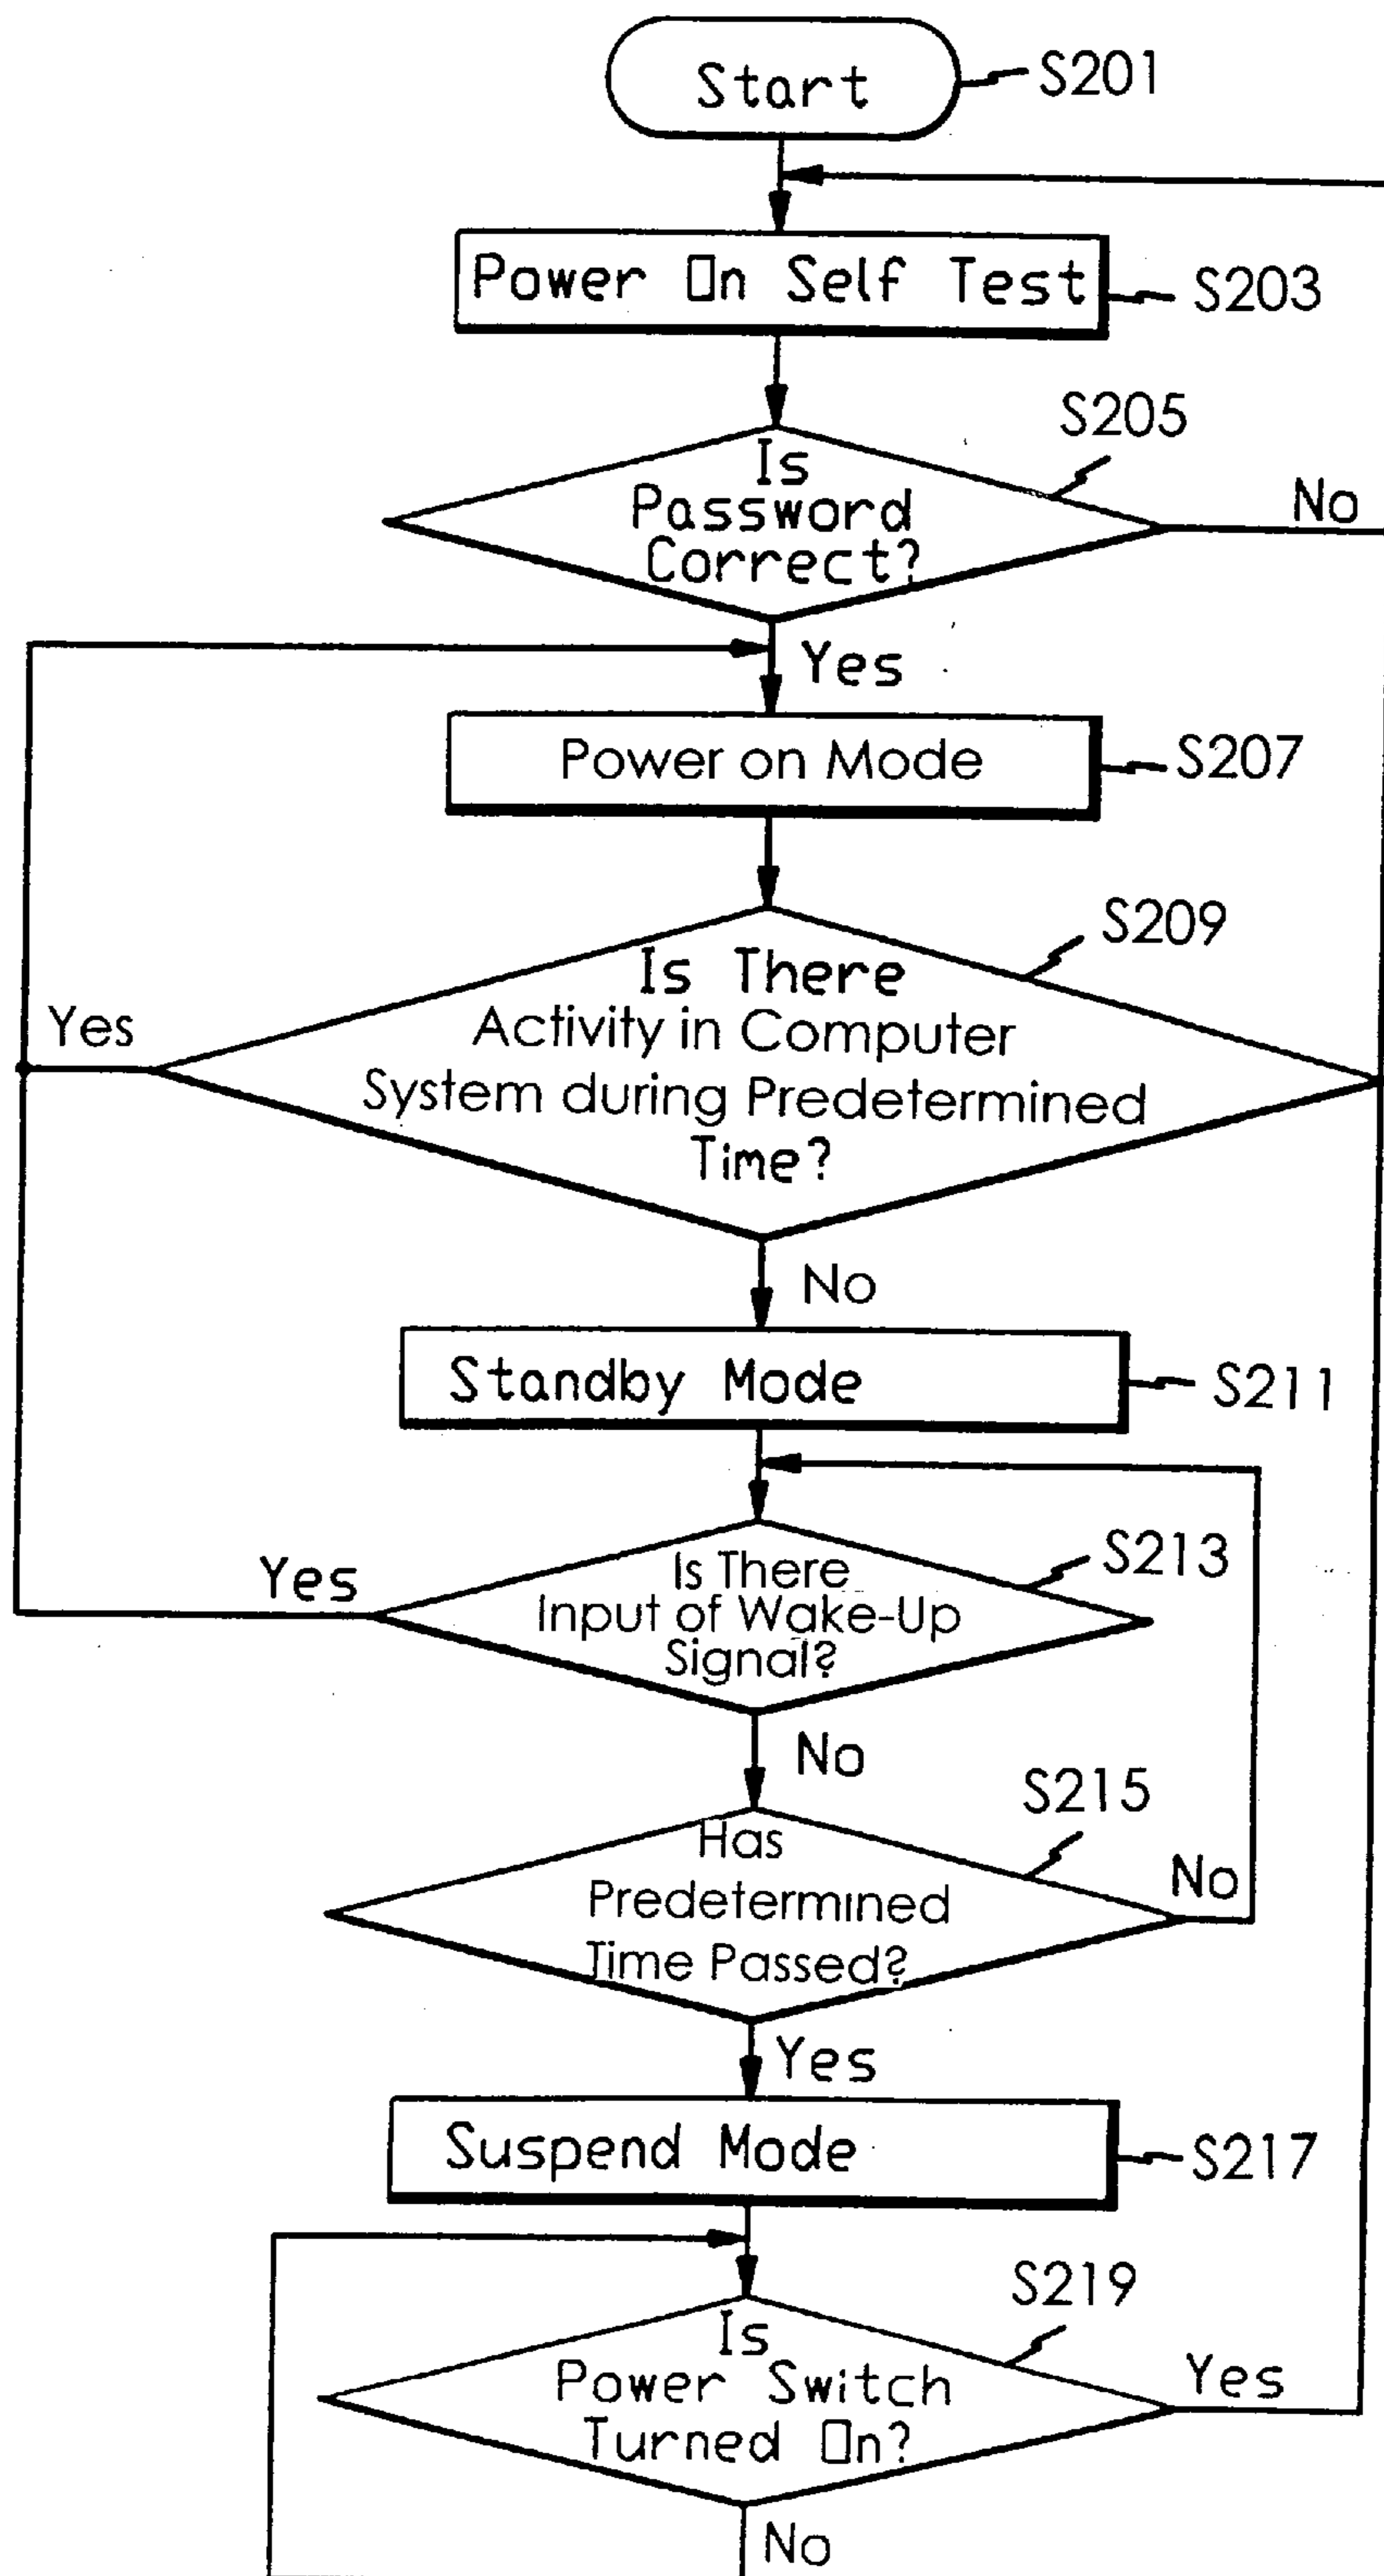 Start
S201
Power On Self Test
S203
S205
Is
Password
Correct?
No
Yes
Power on Mode
S207
S209
Is There
Activity in Computer
System during Predetermined
Time?
Yes
No
Standby Mode
S211
S213
Is There
Input of Wake-Up
Signal?
Yes
No
S215
Has
Predetermined
Time Passed?
No
Yes
Suspend Mode
S217
S219
Is
Power Switch
Turned On?
Yes
No